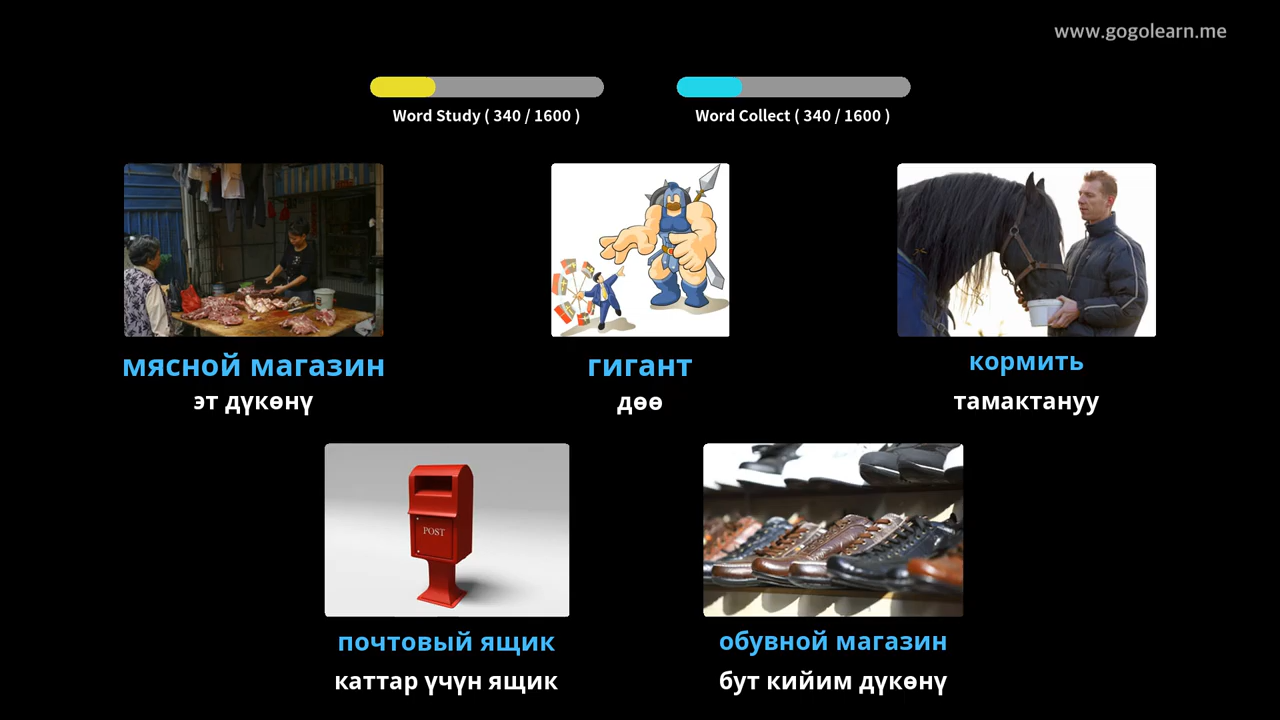 www.gogolearn.me
Word Study ( 340 / 1600 )
Word Collect ( 340 / 1600 )
мясной магазин
эт дүкөнү
гигант
дөө
кормить
тамактануу
POST
почтовый ящик
каттар үчүн ящик
обувной магазин
бут кийим дүкөнү